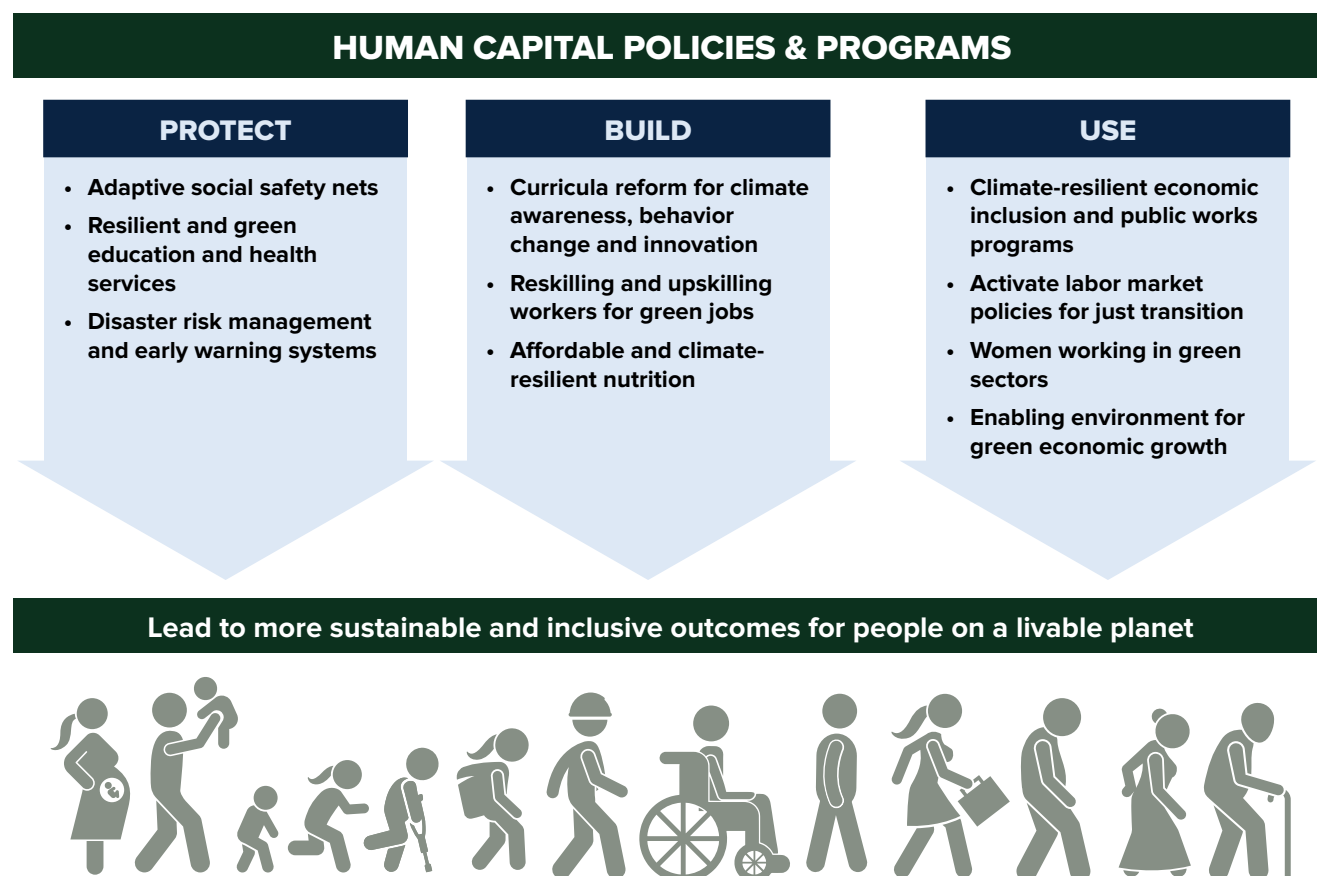 HUMAN CAPITAL POLICIES & PROGRAMS
PROTECT
• Adaptive social safety nets
• Resilient and green
education and health
services
• Disaster risk management
and early warning systems
BUILD
• Curricula reform for climate
awareness, behavior
change and innovation
• Reskilling and upskilling
workers for green jobs
• Affordable and climate-
resilient nutrition
USE
• Climate-resilient economic
inclusion and public works
programs
• Activate labor market
policies for just transition
• Women working in green
sectors
• Enabling environment for
green economic growth
Lead to more sustainable and inclusive outcomes for people on a livable planet